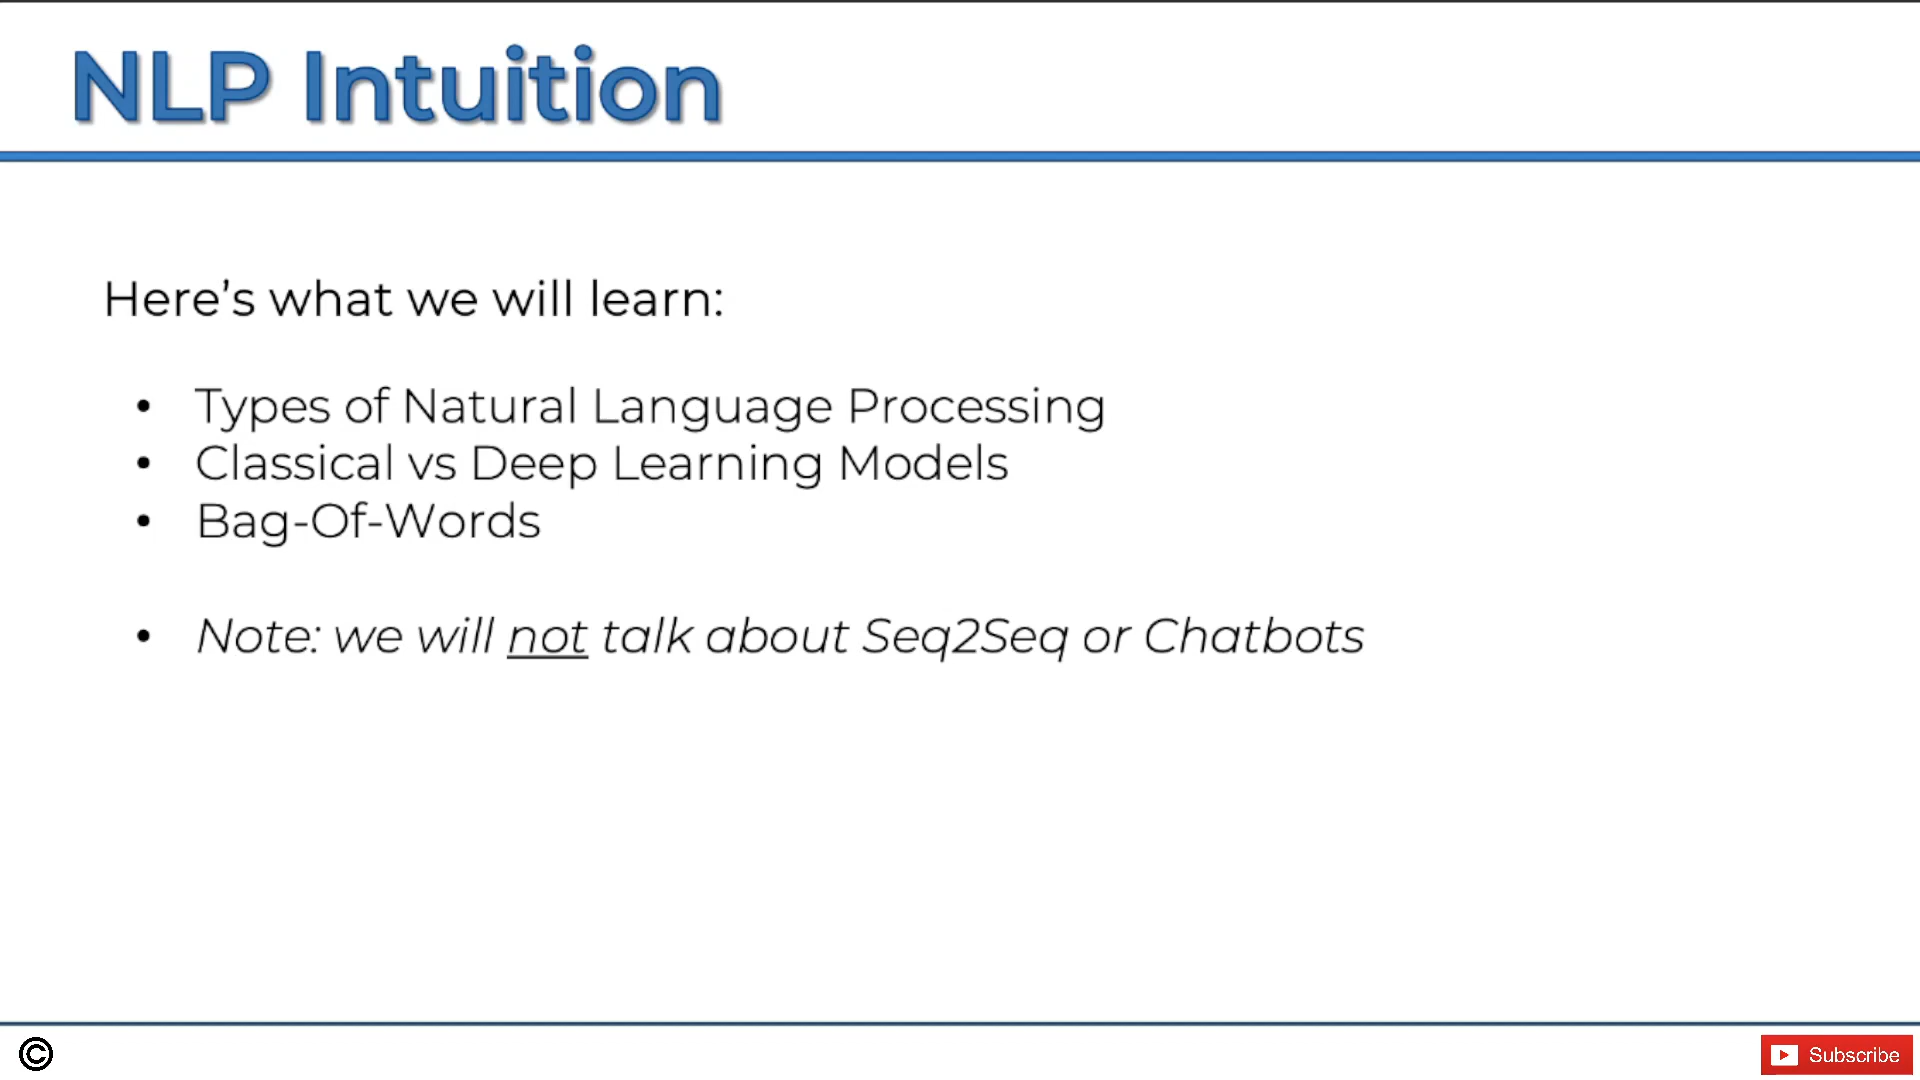 NLP Intuition
Here’s what we will learn:
• Types of Natural Language Processing
• Classical vs Deep Learning Models
• Bag-Of-Words
• Note: we will not talk about Seq2Seq or Chatbots
©
Subscribe